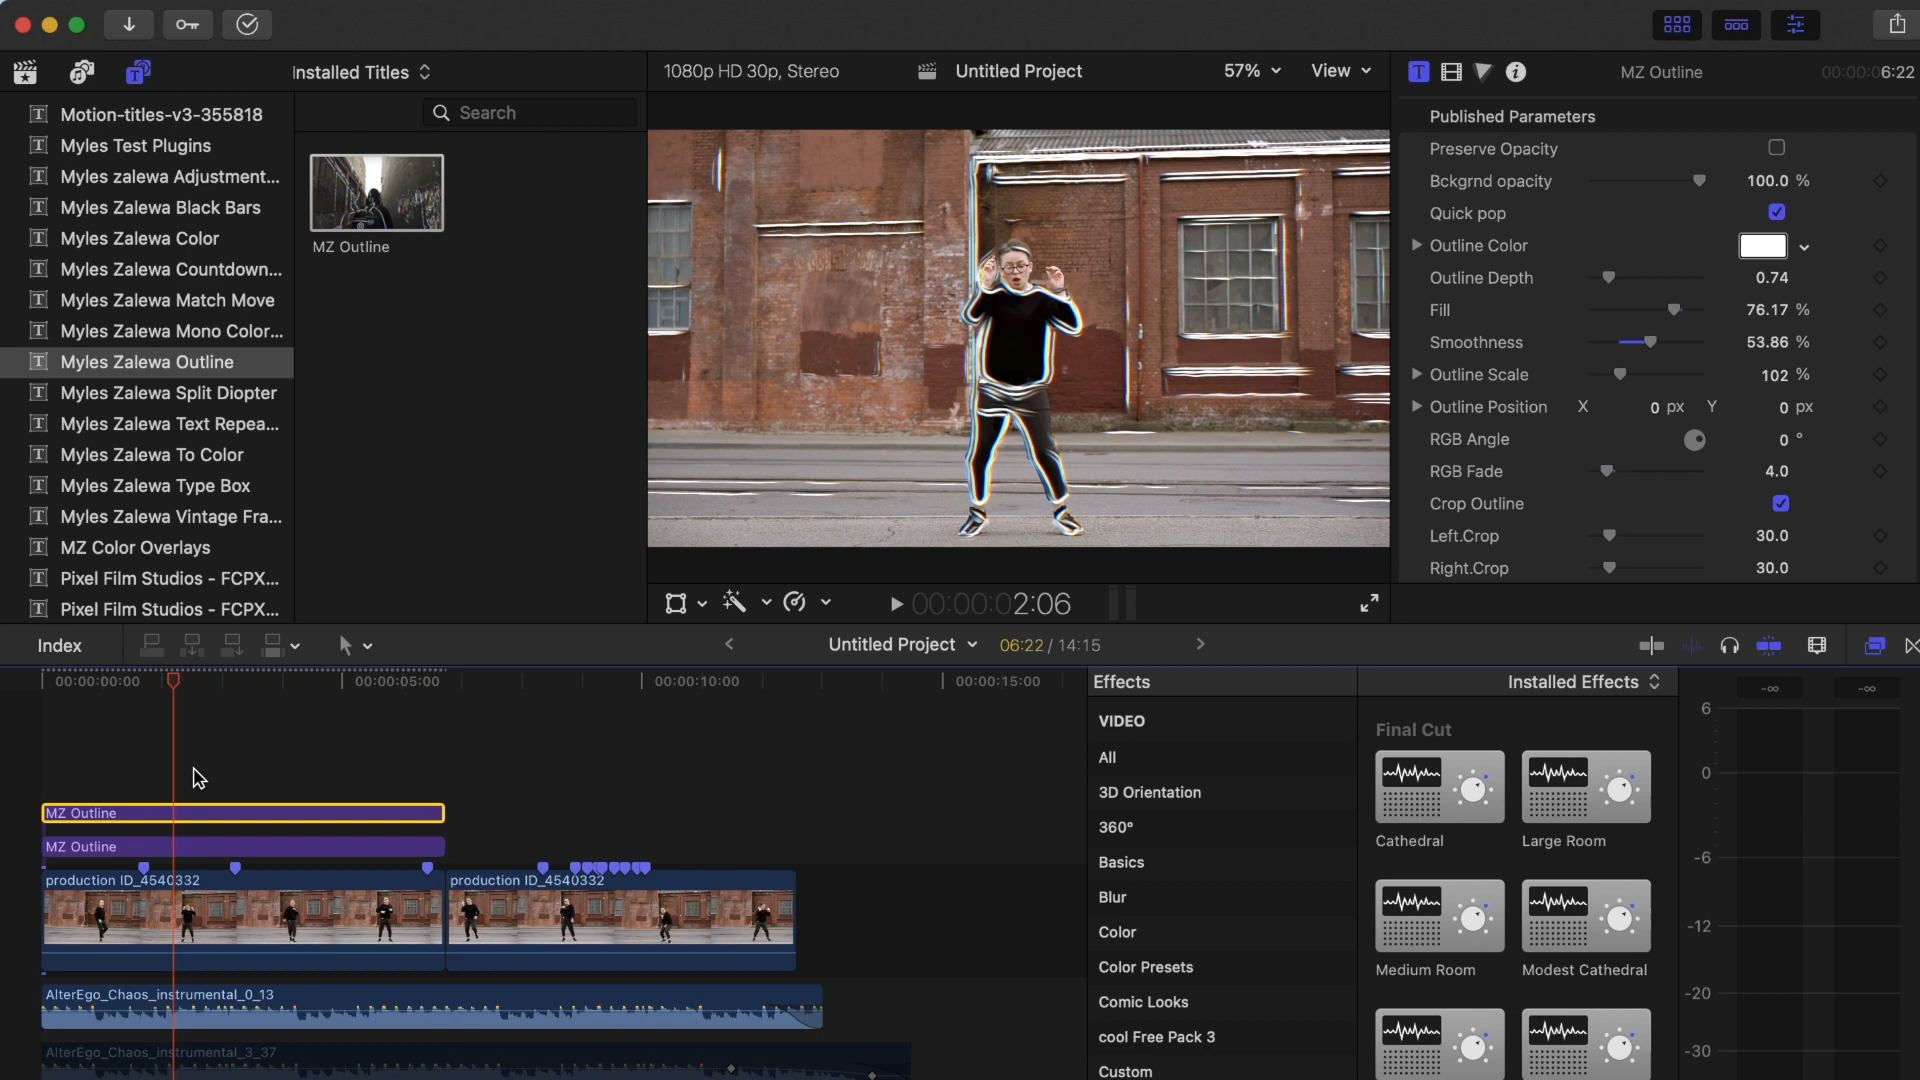 Installed Titles
1080p HD 30p, Stereo
Untitled Project
57%
View
MZ Outline
00:00:06:22
Motion-titles-v3-355818
Myles Test Plugins
Myles zalewa Adjustment...
Myles Zalewa Black Bars
Myles Zalewa Color
Myles Zalewa Countdown...
Myles Zalewa Match Move
Myles Zalewa Mono Color...
Myles Zalewa Outline
Myles Zalewa Split Diopter
Myles Zalewa Text Repea...
Myles Zalewa To Color
Myles Zalewa Type Box
Myles Zalewa Vintage Fra...
MZ Color Overlays
Pixel Film Studios - FCPX...
Pixel Film Studios - FCPX...
Search
MZ Outline
Published Parameters
Preserve Opacity
Bckgrnd opacity 100.0 %
Quick pop
Outline Color
Outline Depth 0.74
Fill 76.17 %
Smoothness 53.86 %
Outline Scale 102 %
Outline Position X 0 px Y 0 px
RGB Angle 0 °
RGB Fade 4.0
Crop Outline
Left.Crop 30.0
Right.Crop 30.0
00:00:02:06
Index
Untitled Project
06:22 / 14:15
00:00:00:00
00:00:05:00
00:00:10:00
00:00:15:00
MZ Outline
MZ Outline
production ID_4540332
production ID_4540332
AlterEgo_Chaos_instrumental_0_13
AlterEgo_Chaos_instrumental_3_37
Effects
VIDEO
All
3D Orientation
360°
Basics
Blur
Color
Color Presets
Comic Looks
cool Free Pack 3
Custom
Installed Effects
Final Cut
Cathedral
Large Room
Medium Room
Modest Cathedral
-∞
-∞
6
0
-6
-12
-20
-30